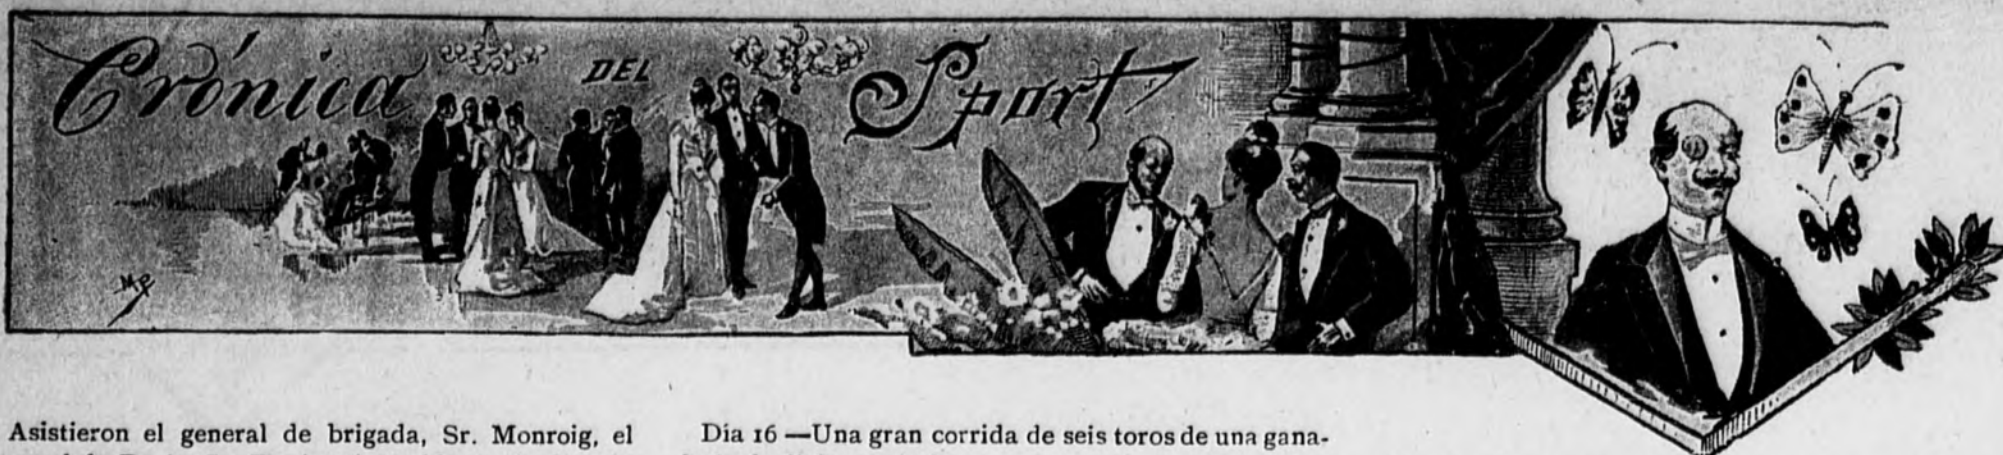 Crónica DEL Sport
MP
Asistieron el general de brigada, Sr. Monroig, el
Dia 16 —Una gran corrida de seis toros de una gana-